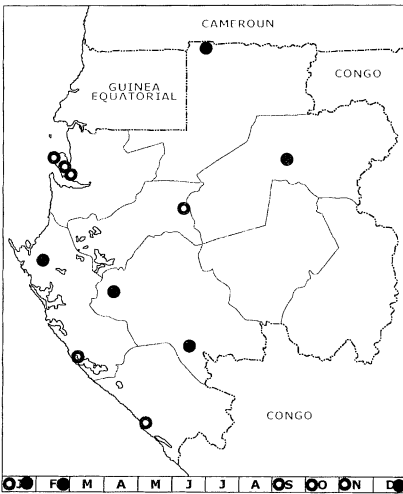 CAMEROUN
CONGO
GUINEA
EQUATORIAL
CONGO
J F M A M J J A S O N D